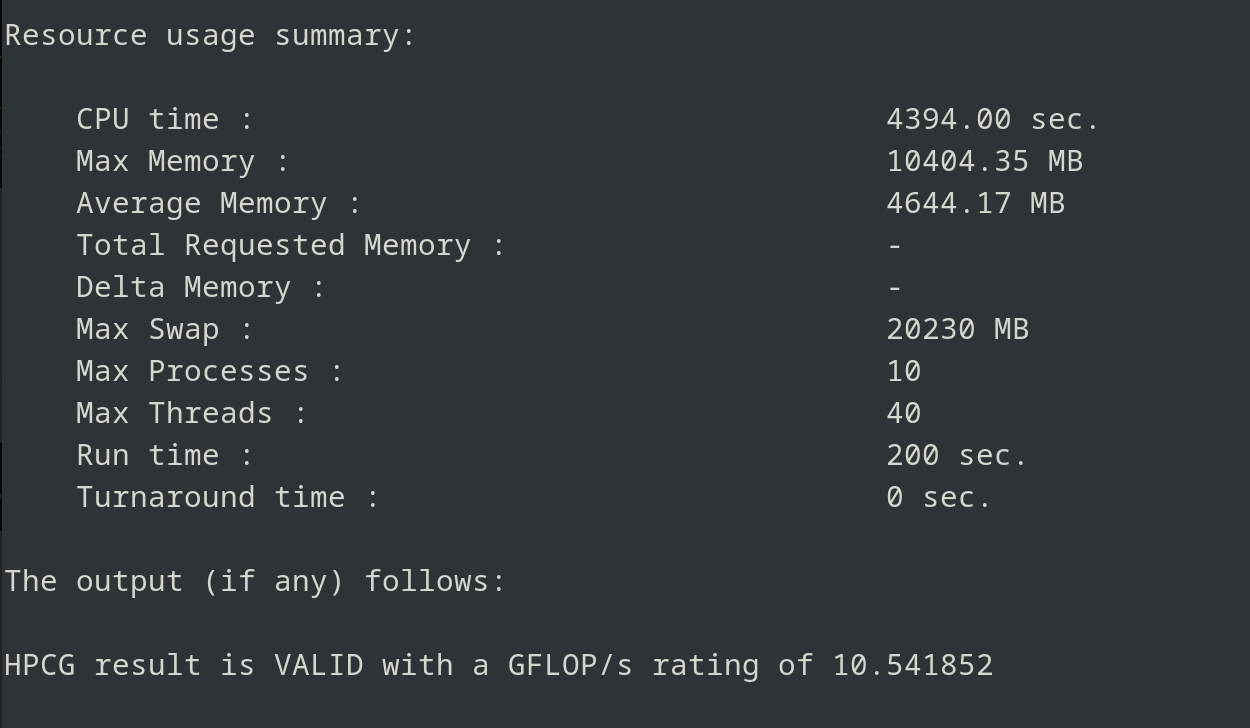 Resource usage summary:
CPU time : 4394.00 sec.
Max Memory : 10404.35 MB
Average Memory : 4644.17 MB
Total Requested Memory : -
Delta Memory : -
Max Swap : 20230 MB
Max Processes : 10
Max Threads : 40
Run time : 200 sec.
Turnaround time : 0 sec.
The output (if any) follows:
HPCG result is VALID with a GFLOP/s rating of 10.541852